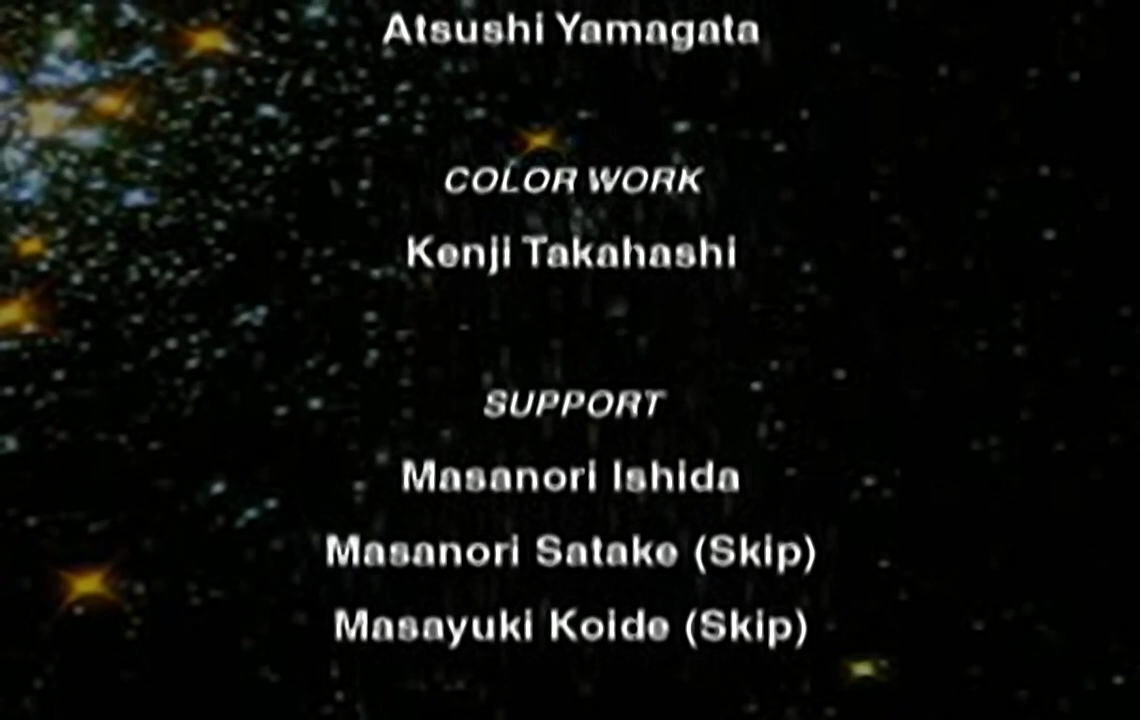 Atsushi Yamagata
COLOR WORK
Kenji Takahashi
SUPPORT
Masanori Ishida
Masanori Satake (Skip)
Masayuki Koide (Skip)